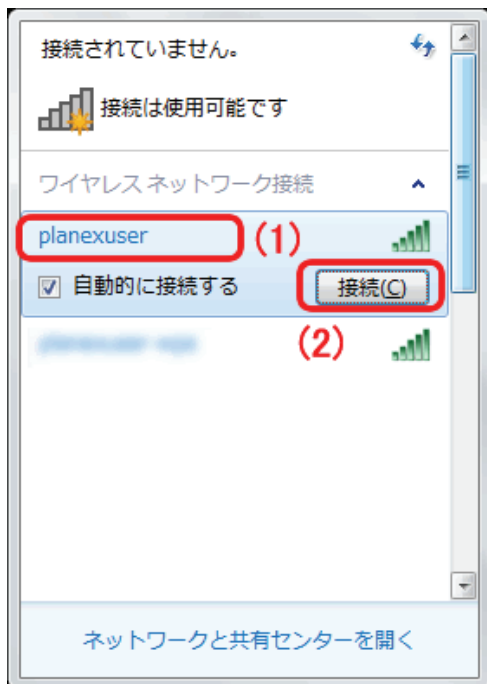 接続されていません。
接続は使用可能です
ワイヤレス ネットワーク接続
planexuser (1)
自動的に接続する 接続(C)
(2)
ネットワークと共有センターを開く